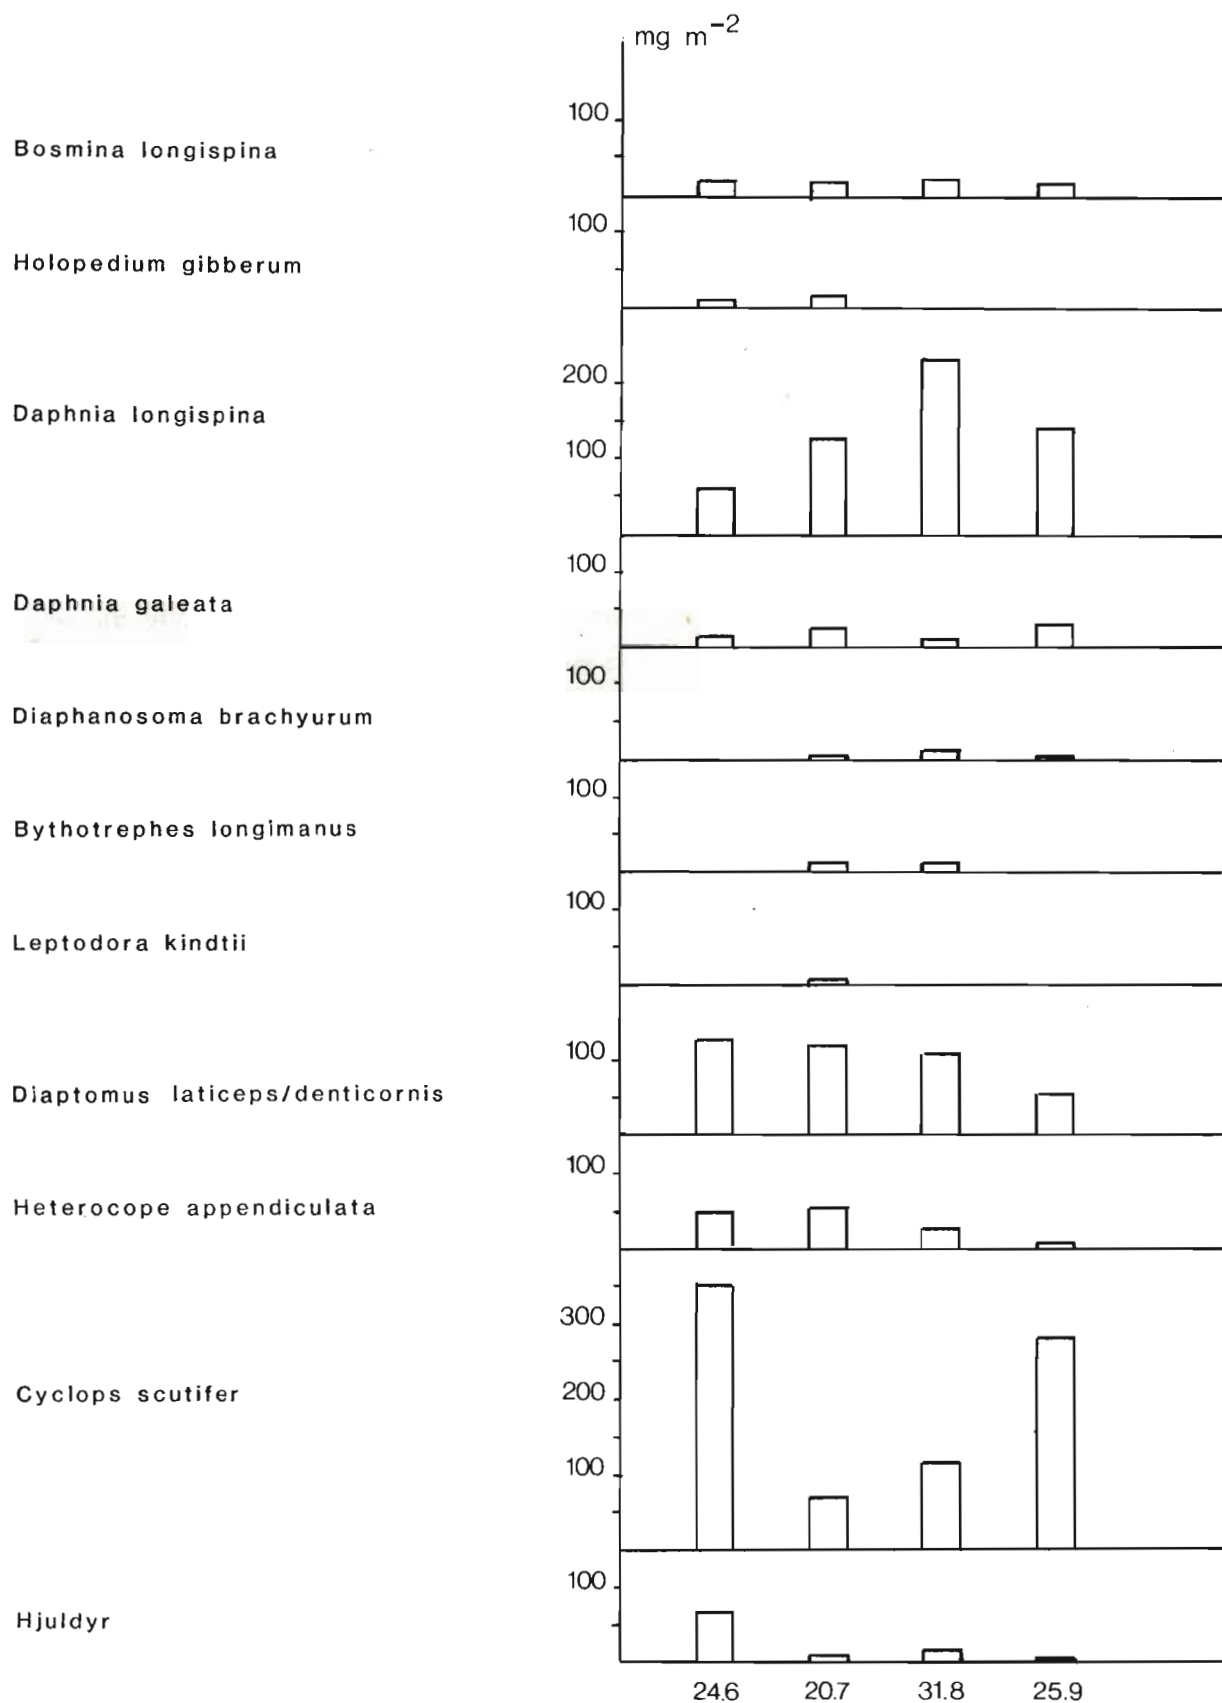 mg m⁻²
100
Bosmina longispina
100
Holopedium gibberum
200
Daphnia longispina
100
100
Daphnia galeata
100
Diaphanosoma brachyurum
100
Bythotrephes longimanus
100
Leptodora kindtii
100
Diaptomus laticeps/denticornis
100
Heterocope appendiculata
300
Cyclops scutifer
200
100
100
Hjuldyr
24.6 20.7 31.8 25.9